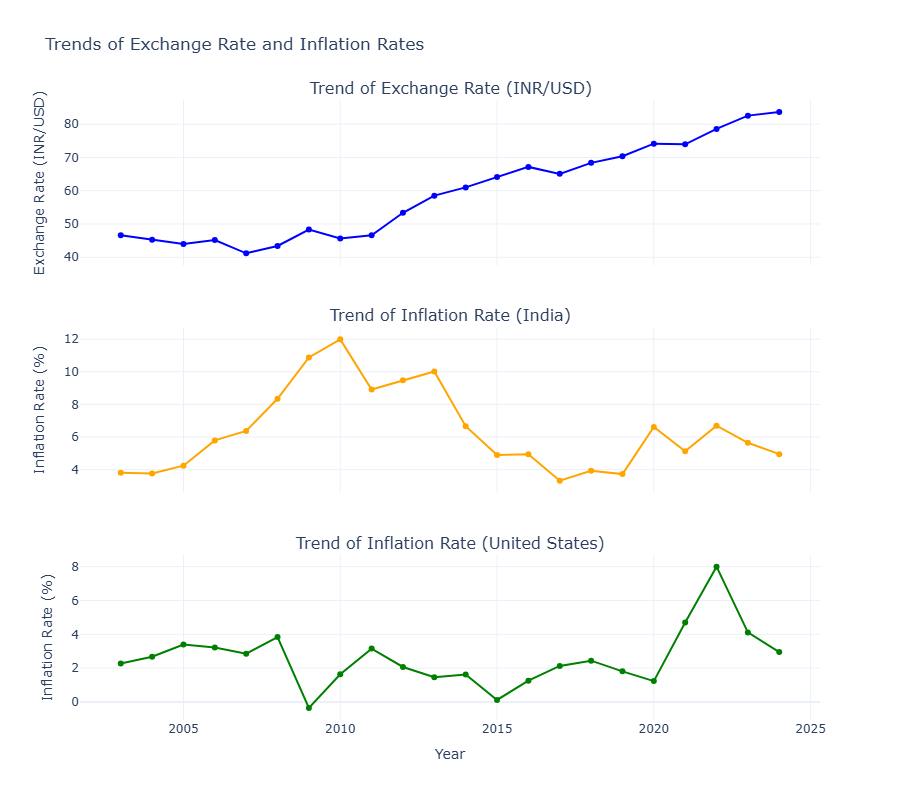 Trends of Exchange Rate and Inflation Rates
Trend of Exchange Rate (INR/USD)
Exchange Rate (INR/USD)
80
70
60
50
40
Trend of Inflation Rate (India)
Inflation Rate (%)
12
10
8
6
4
Trend of Inflation Rate (United States)
Inflation Rate (%)
8
6
4
2
0
2005 2010 2015 2020 2025
Year